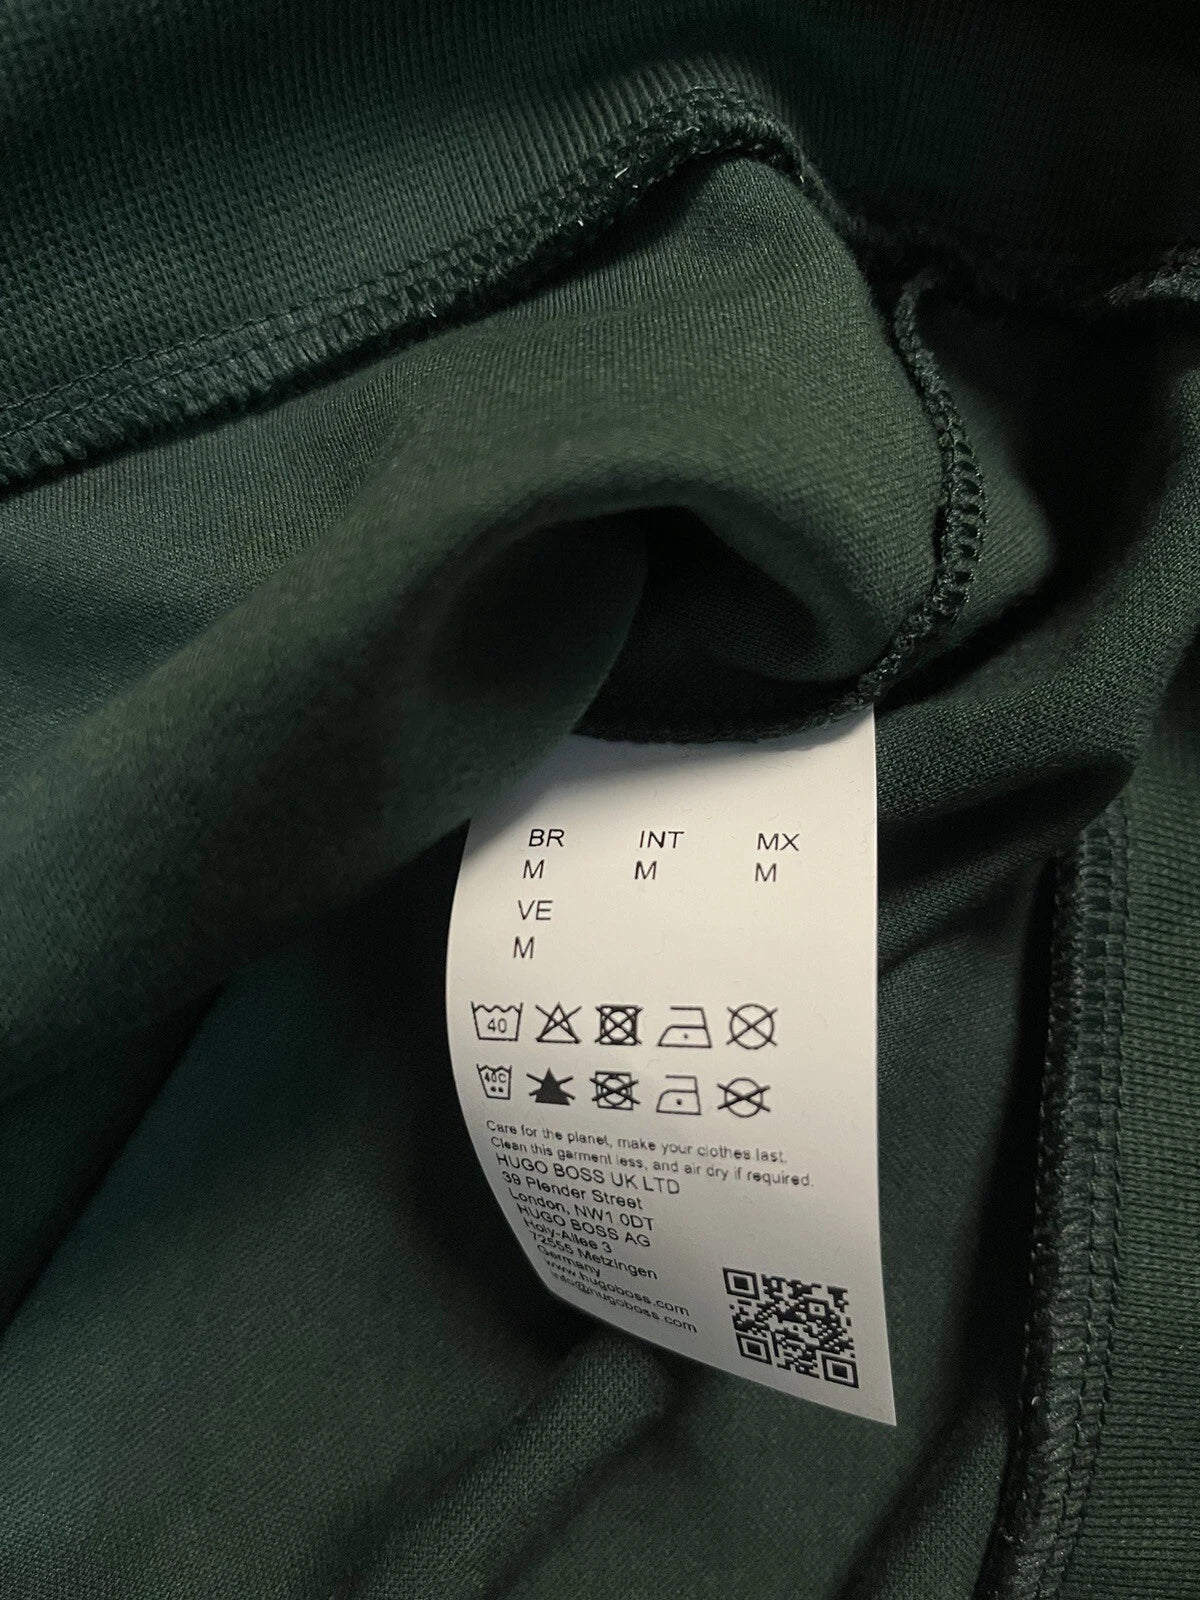 BR INT MX
M M M
VE
M
40
40C
Care for the planet, make your clothes last.
Clean this garment less, and air dry if required.
HUGO BOSS UK LTD
39 Plender Street
London, NW1 0DT
HUGO BOSS AG
Holy-Allee 3
72555 Metzingen
Germany
www.hugoboss.com
info@hugoboss.com